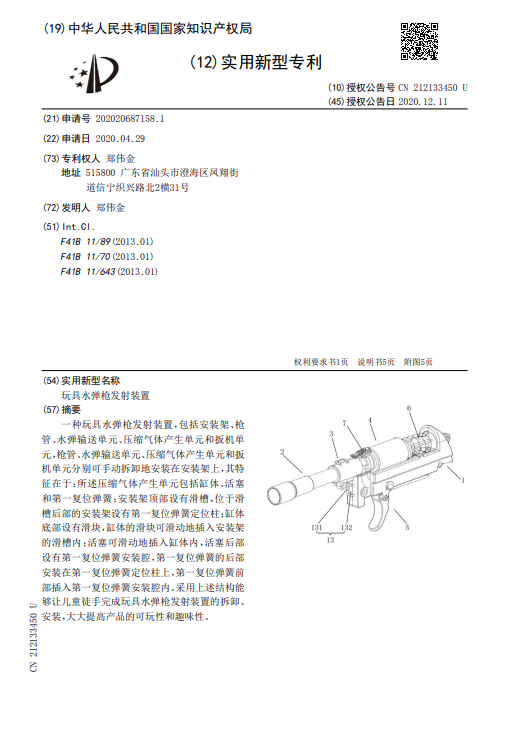 (19)中华人民共和国国家知识产权局
(12)实用新型专利
(10)授权公告号 CN 212133450 U
(45)授权公告日 2020.12.11
(21)申请号 202020687158.1
(22)申请日 2020.04.29
(73)专利权人 郑伟金
地址 515800 广东省汕头市澄海区凤翔街
道信宁织兴路北2横31号
(72)发明人 郑伟金
(51)Int.Cl.
F41B 11/89(2013.01)
F41B 11/70(2013.01)
F41B 11/643(2013.01)
权利要求书1页 说明书5页 附图5页
(54)实用新型名称
玩具水弹枪发射装置
(57)摘要
一种玩具水弹枪发射装置,包括安装架、枪
管、水弹输送单元、压缩气体产生单元和扳机单
元,枪管、水弹输送单元、压缩气体产生单元和扳
机单元分别可手动拆卸地安装在安装架上,其特
征在于:所述压缩气体产生单元包括缸体、活塞
和第一复位弹簧;安装架顶部设有滑槽,位于滑
槽后部的安装架设有第一复位弹簧定位柱;缸体
底部设有滑块,缸体的滑块可滑动地插入安装架
的滑槽内;活塞可滑动地插入缸体内,活塞后部
设有第一复位弹簧安装腔,第一复位弹簧的后部
安装在第一复位弹簧定位柱上,第一复位弹簧前
部插入第一复位弹簧安装腔内。采用上述结构能
够让儿童徒手完成玩具水弹枪发射装置的拆卸、
安装,大大提高产品的可玩性和趣味性。
6
4
7
3
2
1
5
131
132
13
CN 212133450 U